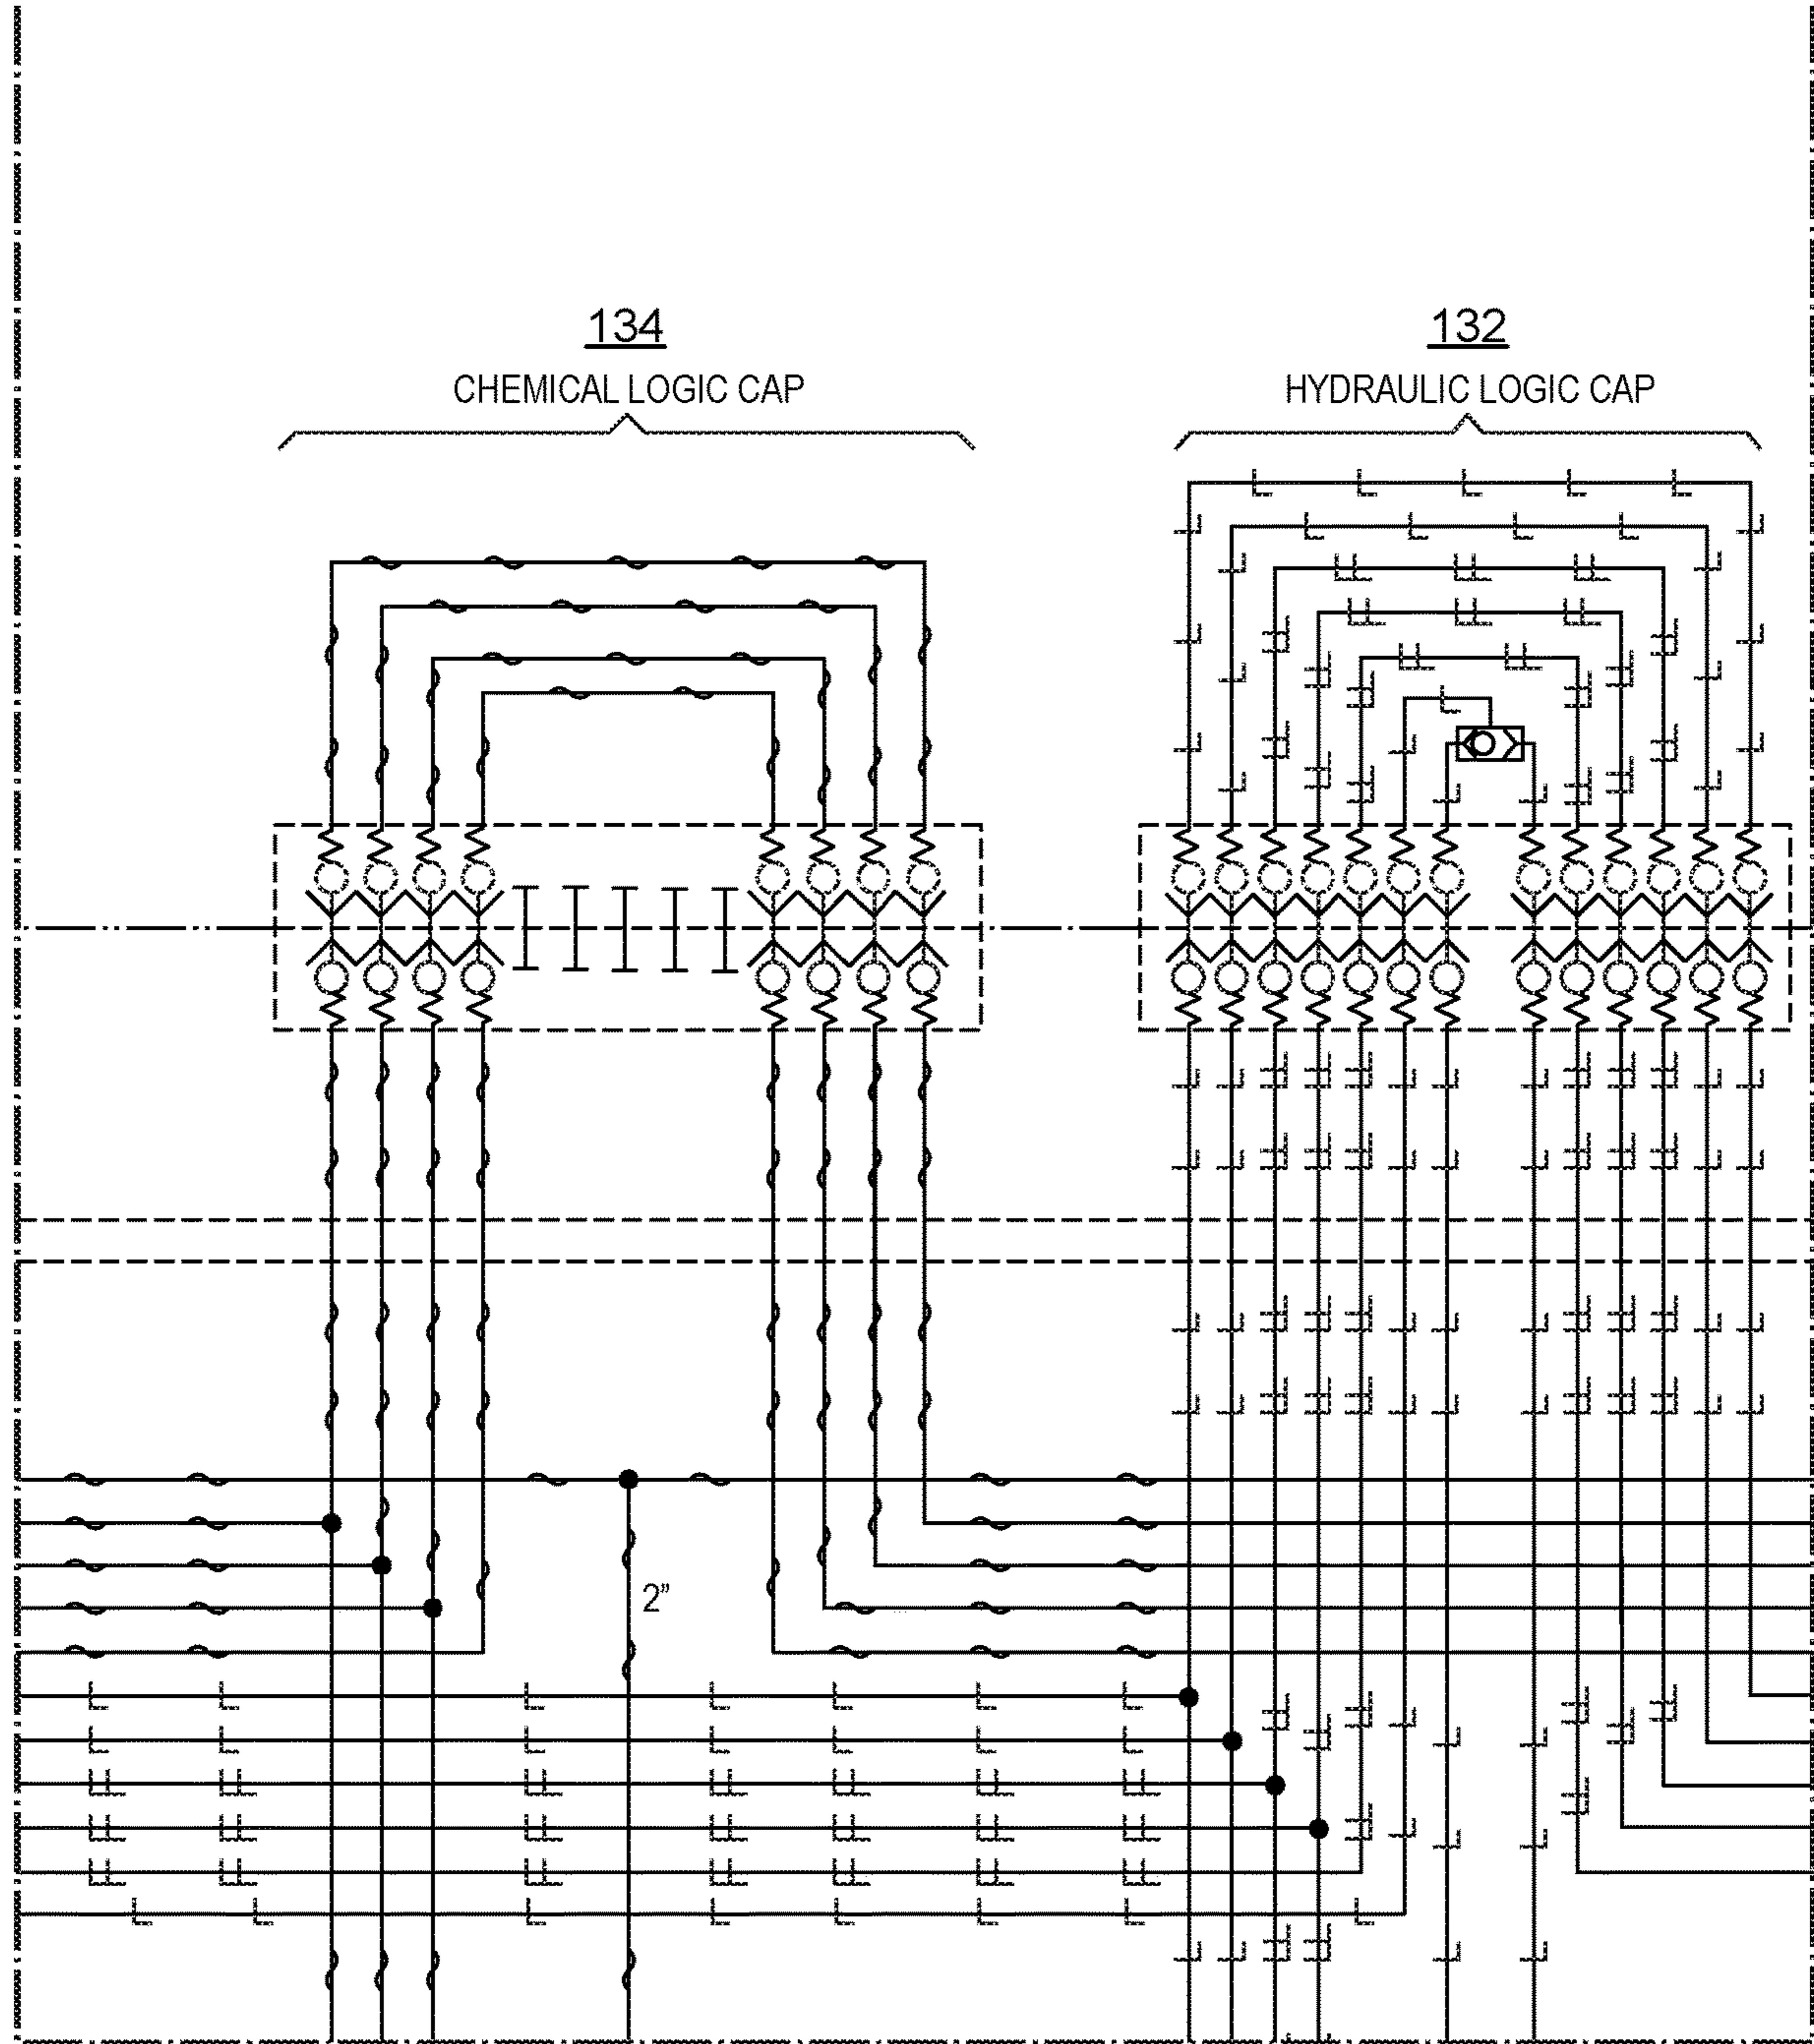 134
CHEMICAL LOGIC CAP
132
HYDRAULIC LOGIC CAP
2”